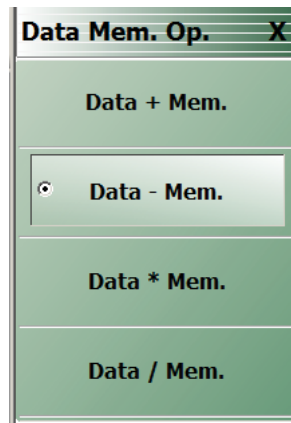 Data Mem. Op. X
Data + Mem.
Data - Mem.
Data * Mem.
Data / Mem.